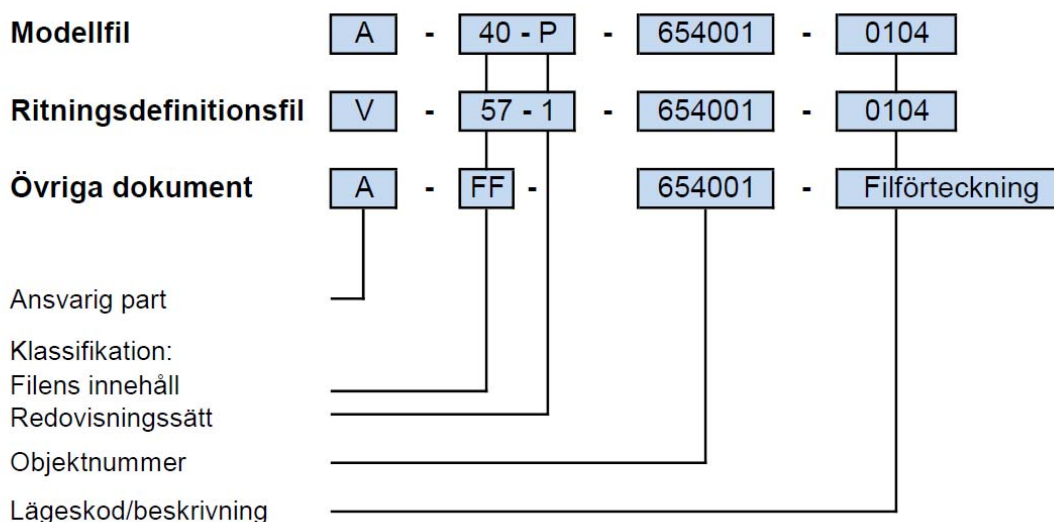 Modellfil A - 40 - P - 654001 - 0104
Ritningsdefinitionsfil V - 57 - 1 - 654001 - 0104
Övriga dokument A - FF - 654001 - Filförteckning
Ansvarig part
Klassifikation:
Filens innehåll
Redovisningssätt
Objektnummer
Lägeskod/beskrivning